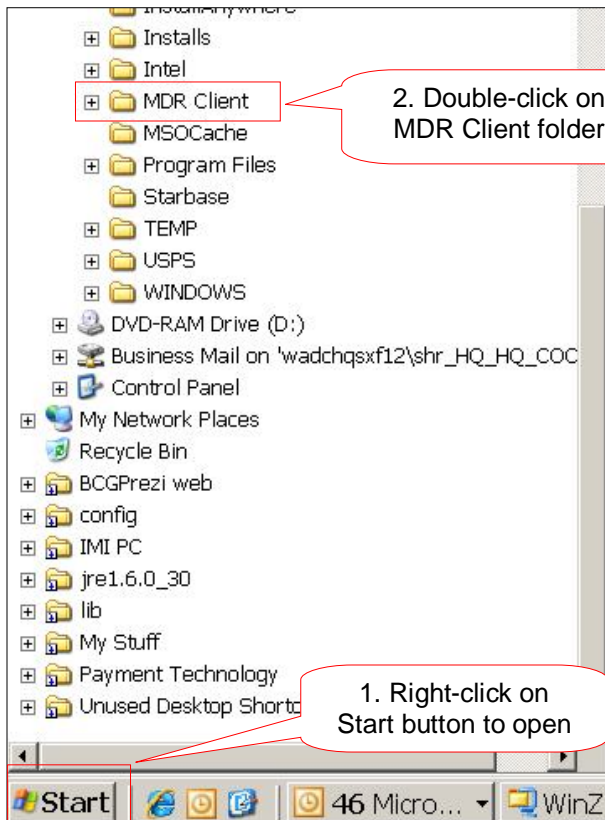 InstallAnywhere
Installs
Intel
MDR Client
2. Double-click on
MDR Client folder
MSOCache
Program Files
Starbase
TEMP
USPS
WINDOWS
DVD-RAM Drive (D:)
Business Mail on 'wadchqsxf12\shr_HQ_HQ_COC
Control Panel
My Network Places
Recycle Bin
BCGPrezi web
config
IMI PC
jre1.6.0_30
lib
My Stuff
Payment Technology
Unused Desktop Shortc
1. Right-click on
Start button to open
Start
46 Micro...
WinZ